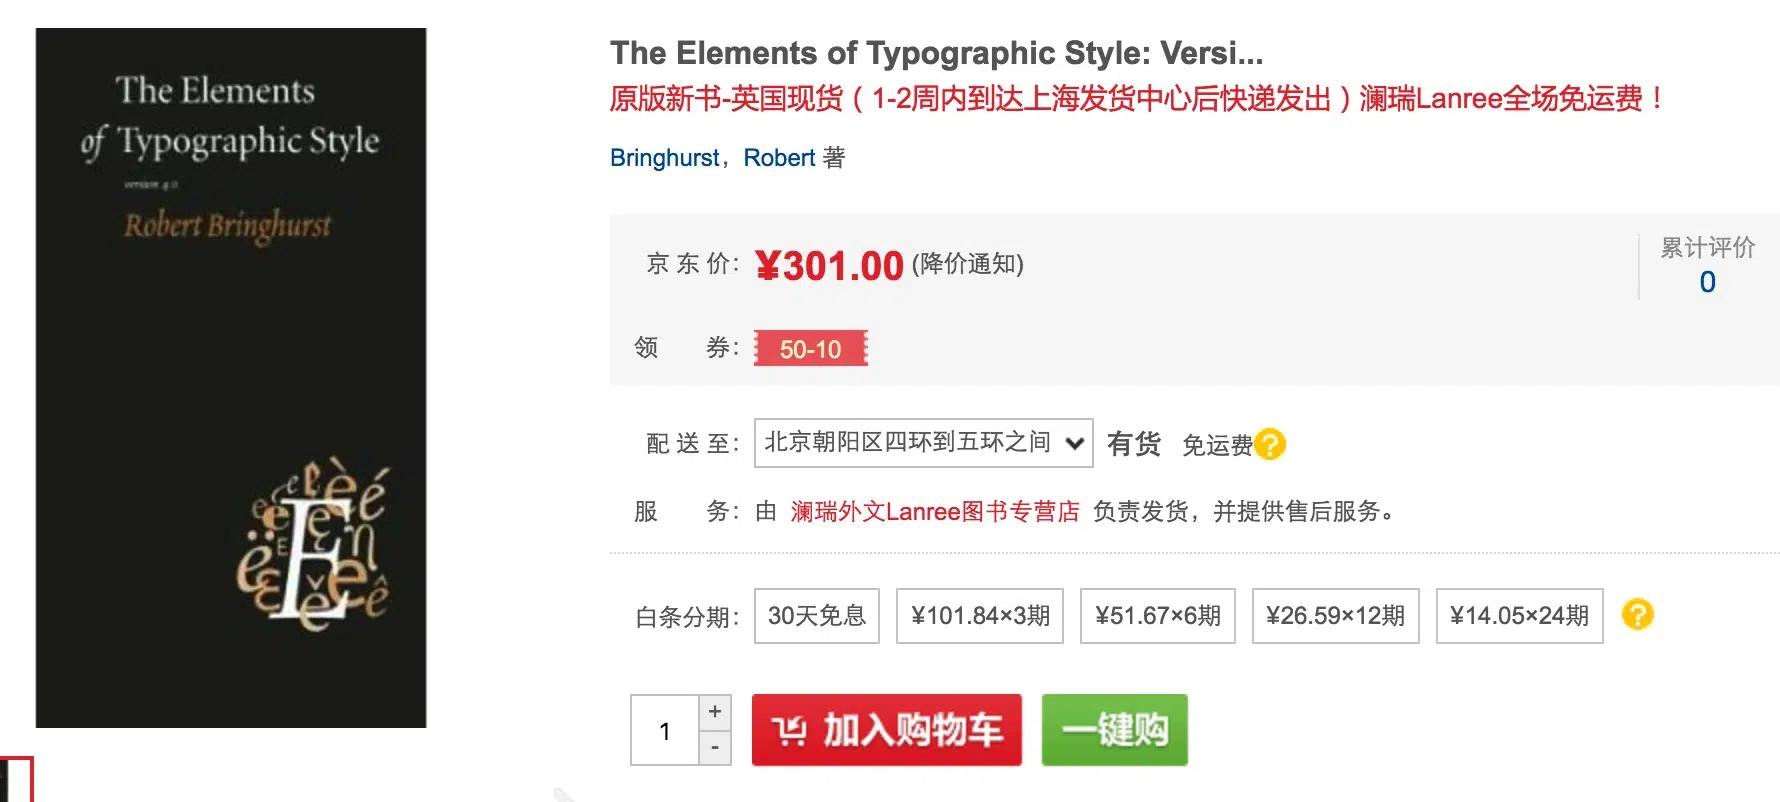 The Elements
of Typographic Style
version 4.0
Robert Bringhurst
The Elements of Typographic Style: Versi...
原版新书-英国现货（1-2周内到达上海发货中心后快递发出）澜瑞Lanree全场免运费！
Bringhurst，Robert 著
京东价：¥301.00 (降价通知)
累计评价
0
领券：50-10
配送至：北京朝阳区四环到五环之间 有货 免运费 ?
服务：由 澜瑞外文Lanree图书专营店 负责发货，并提供售后服务。
白条分期：30天免息 ¥101.84×3期 ¥51.67×6期 ¥26.59×12期 ¥14.05×24期 ?
1 + -
加入购物车 一键购